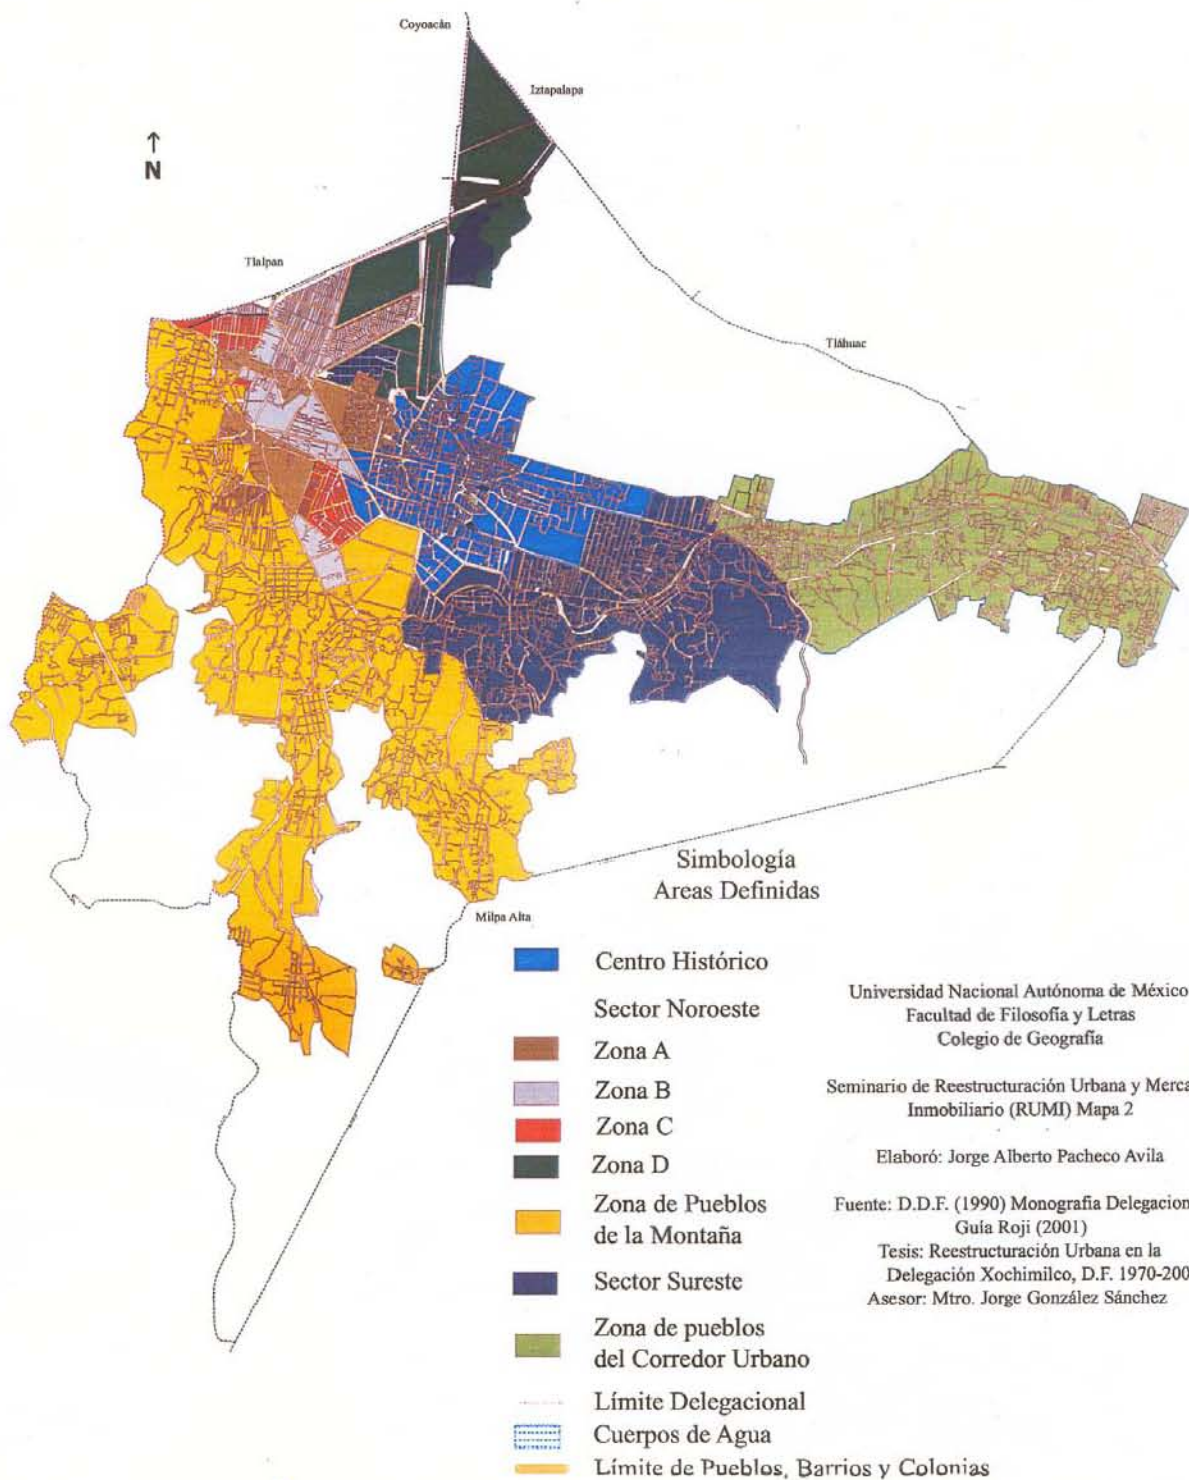 Coyoacán
Iztapalapa
N
Tlalpan
Tláhuac
Milpa Alta
Simbología
Areas Definidas
Centro Histórico
Sector Noroeste
Zona A
Zona B
Zona C
Zona D
Zona de Pueblos
de la Montaña
Sector Sureste
Zona de pueblos
del Corredor Urbano
Límite Delegacional
Cuerpos de Agua
Límite de Pueblos, Barrios y Colonias
Universidad Nacional Autónoma de México
Facultad de Filosofía y Letras
Colegio de Geografía
Seminario de Reestructuración Urbana y Merca
Inmobiliario (RUMI) Mapa 2
Elaboró: Jorge Alberto Pacheco Avila
Fuente: D.D.F. (1990) Monografia Delegacion
Guía Roji (2001)
Tesis: Reestructuración Urbana en la
Delegación Xochimilco, D.F. 1970-200
Asesor: Mtro. Jorge González Sánchez